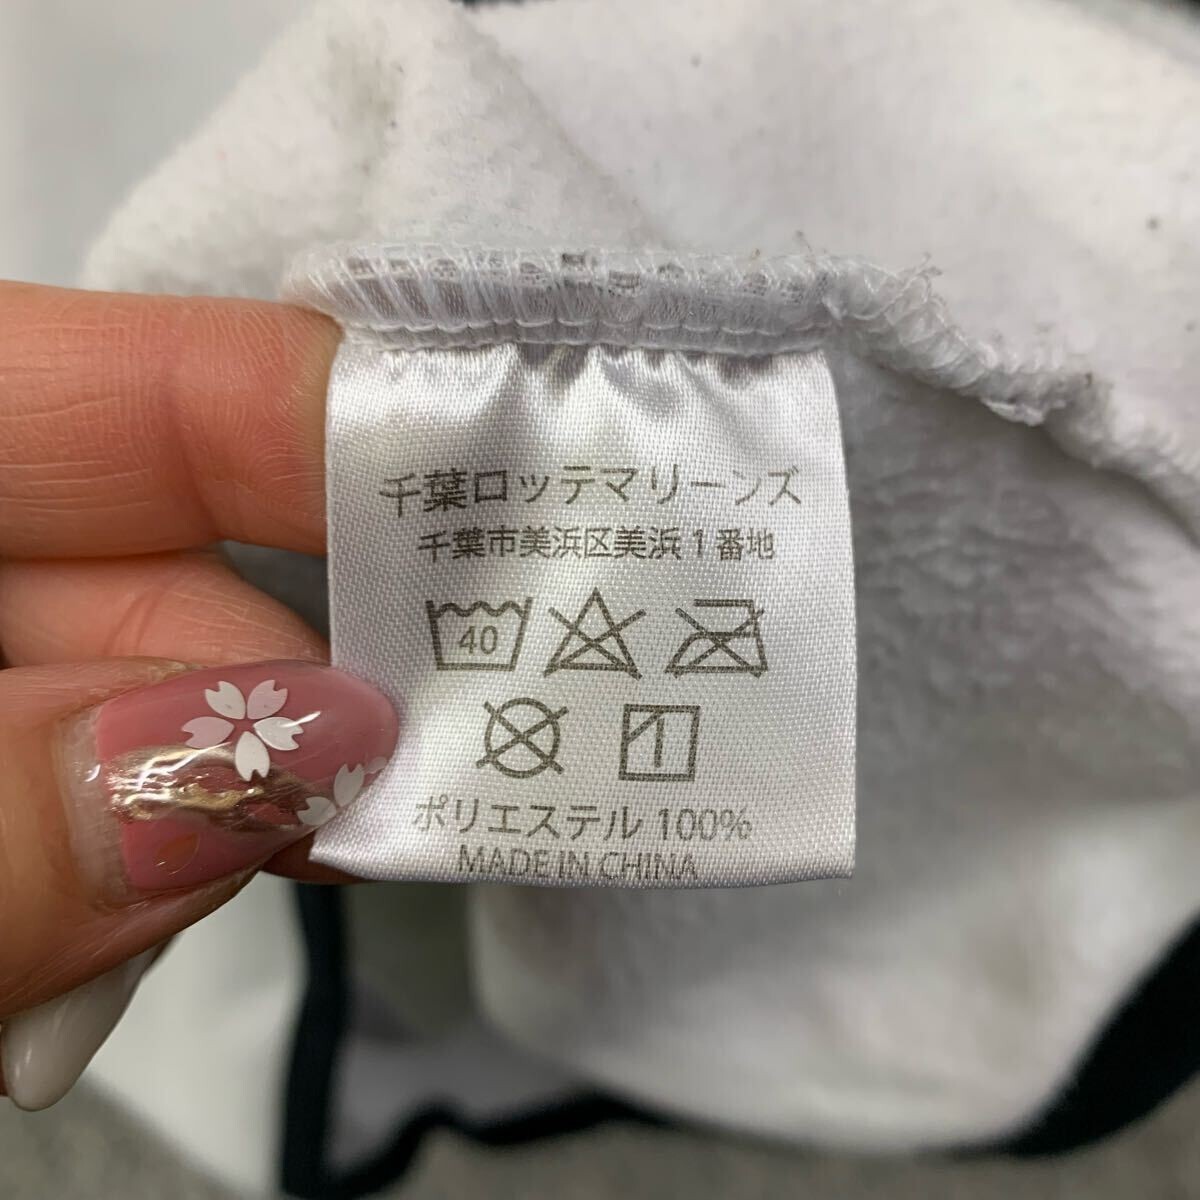 千葉ロッテマリーンズ
千葉市美浜区美浜1番地
40
ポリエステル 100%
MADE IN CHINA